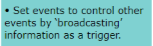 • Set events to control other
events by 'broadcasting'
information as a trigger.